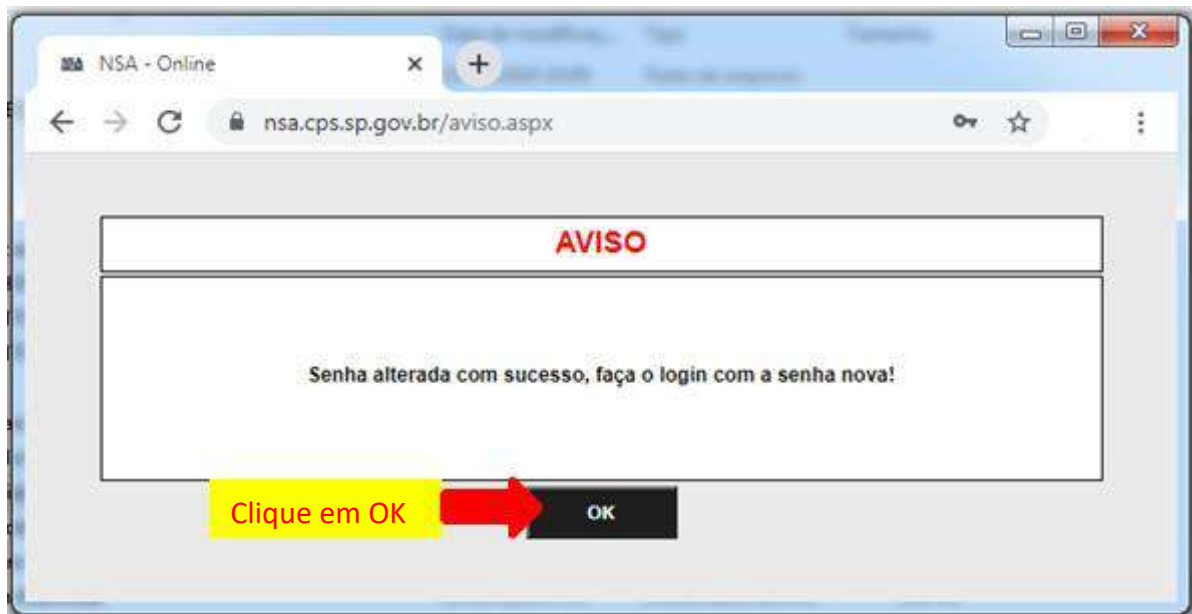 NSA - Online
nsa.cps.sp.gov.br/aviso.aspx
AVISO
Senha alterada com sucesso, faça o login com a senha nova!
Clique em OK
OK